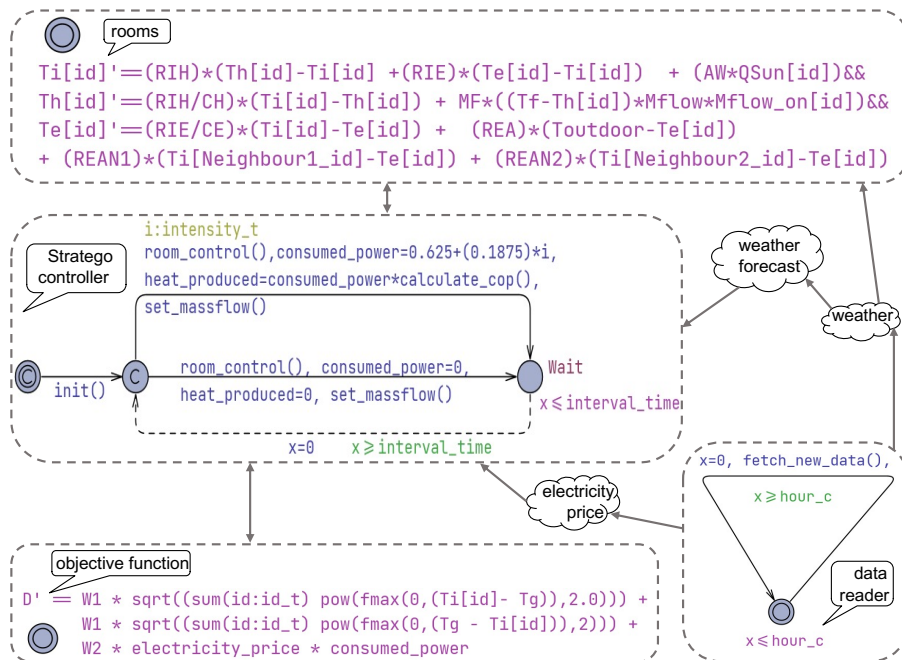 rooms
Ti[id]'==(RIH)*(Th[id]-Ti[id] +(RIE)*(Te[id]-Ti[id]) + (AW*QSun[id])&&
Th[id]'==(RIH/CH)*(Ti[id]-Th[id]) + MF*((Tf-Th[id])*Mflow*Mflow_on[id])&&
Te[id]'==(RIE/CE)*(Ti[id]-Te[id]) + (REA)*(Toutdoor-Te[id])
+ (REAN1)*(Ti[Neighbour1_id]-Te[id]) + (REAN2)*(Ti[Neighbour2_id]-Te[id])
Stratego
controller
i:intensity_t
room_control(),consumed_power=0.625+(0.1875)*i,
heat_produced=consumed_power*calculate_cop(),
set_massflow()
weather
forecast
weather
C
init()
C
room_control(), consumed_power=0,
heat_produced=0, set_massflow()
Wait
x⩽interval_time
x=0 x⩾interval_time
x=0, fetch_new_data(),
x⩾hour_c
electricity
price
data
reader
x⩽hour_c
objective function
D' == W1 * sqrt((sum(id:id_t) pow(fmax(0,(Ti[id]- Tg)),2.0))) +
W1 * sqrt((sum(id:id_t) pow(fmax(0,(Tg - Ti[id])),2))) +
W2 * electricity_price * consumed_power